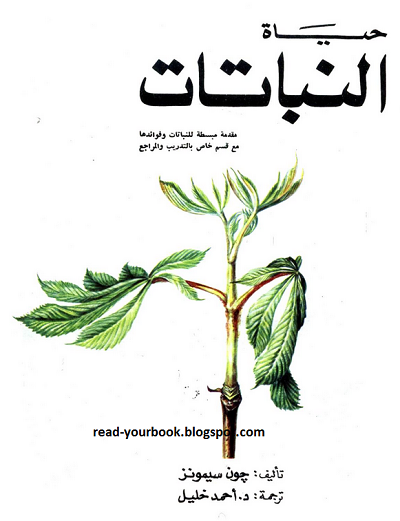 حياة
النباتات
مقدمة مبسطة للنباتات وفوائدها
مع قسم خاص بالتدريب والمراجع
read-yourbook.blogspot.com
تأليف: چون سيمونز
ترجمة: د. أحمد خليل